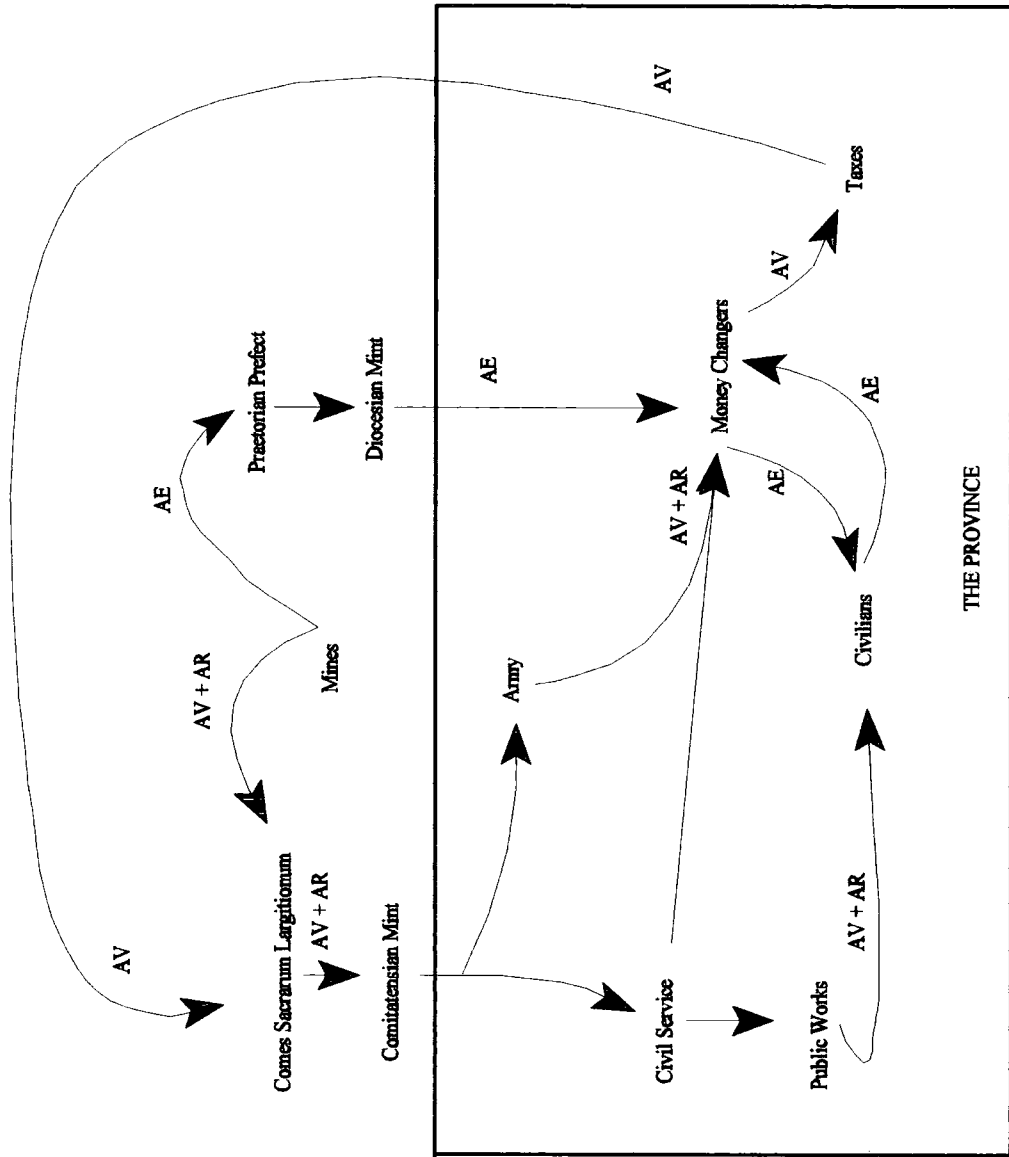 AV
AV + AR
AE
Mines
Comes Sacrarum Largitionum
Praetorian Prefect
AV + AR
Comitatensian Mint
Diocesian Mint
AE
Army
AV + AR
AV
Civil Service
Money Changers
AV
AE
Public Works
AV + AR
Civilians
AE
Taxes
THE PROVINCE